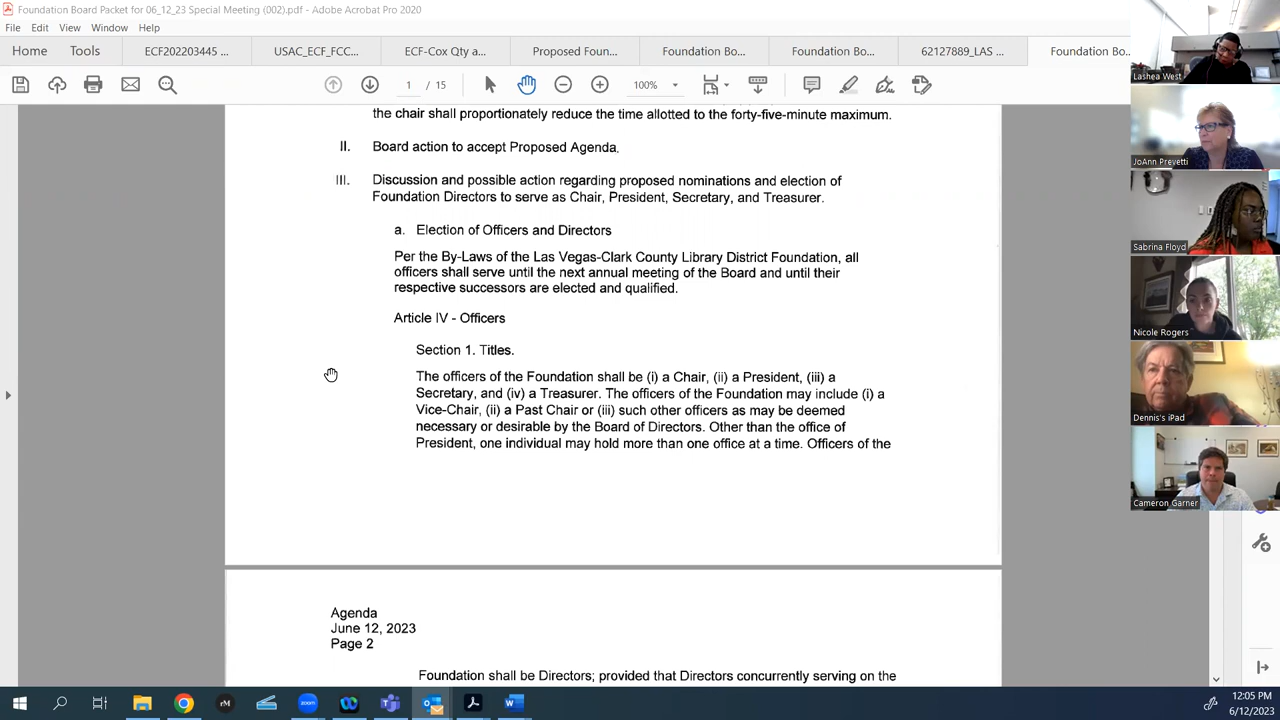 Foundation Board Packet for 06_12_23 Special Meeting (002).pdf - Adobe Acrobat Pro 2020
File Edit View Window Help
Home Tools ECF202203445 ... USAC_ECF_FCC... ECF-Cox Qty a... Proposed Foun... Foundation Bo... Foundation Bo... 62127889_LAS ... Foundation Bo...
1 / 15 100%
the chair shall proportionately reduce the time allotted to the forty-five-minute maximum.
II. Board action to accept Proposed Agenda.
III. Discussion and possible action regarding proposed nominations and election of
Foundation Directors to serve as Chair, President, Secretary, and Treasurer.
a. Election of Officers and Directors
Per the By-Laws of the Las Vegas-Clark County Library District Foundation, all
officers shall serve until the next annual meeting of the Board and until their
respective successors are elected and qualified.
Article IV - Officers
Section 1. Titles.
The officers of the Foundation shall be (i) a Chair, (ii) a President, (iii) a
Secretary, and (iv) a Treasurer. The officers of the Foundation may include (i) a
Vice-Chair, (ii) a Past Chair or (iii) such other officers as may be deemed
necessary or desirable by the Board of Directors. Other than the office of
President, one individual may hold more than one office at a time. Officers of the
Agenda
June 12, 2023
Page 2
Foundation shall be Directors; provided that Directors concurrently serving on the
Lashea West
JoAnn Prevetti
Sabrina Floyd
Nicole Rogers
Dennis's iPad
Cameron Garner
zoom
12:05 PM
6/12/2023